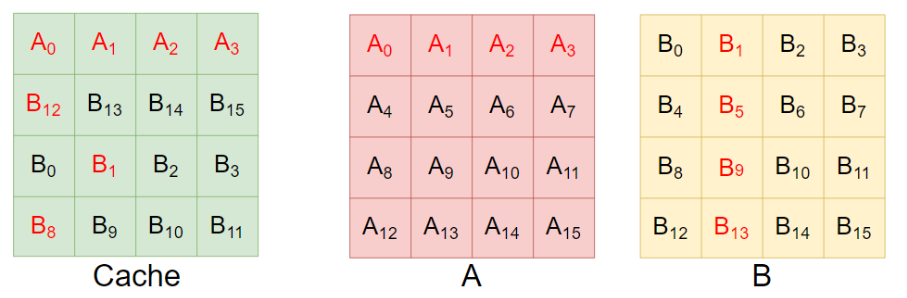 A₀ A₁ A₂ A₃
B₁₂ B₁₃ B₁₄ B₁₅
B₀ B₁ B₂ B₃
B₈ B₉ B₁₀ B₁₁
Cache
A₀ A₁ A₂ A₃
A₄ A₅ A₆ A₇
A₈ A₉ A₁₀ A₁₁
A₁₂ A₁₃ A₁₄ A₁₅
A
B₀ B₁ B₂ B₃
B₄ B₅ B₆ B₇
B₈ B₉ B₁₀ B₁₁
B₁₂ B₁₃ B₁₄ B₁₅
B